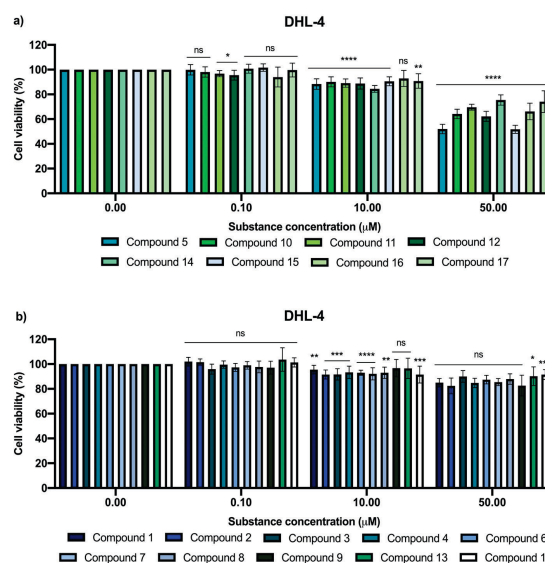 a)
DHL-4
ns
*
ns
****
ns
**
****
120
100
80
60
40
20
0
Cell viability (%)
0.00
0.10
10.00
50.00
Substance concentration (μM)
Compound 5
Compound 10
Compound 11
Compound 12
Compound 14
Compound 15
Compound 16
Compound 17
b)
DHL-4
ns
**
***
****
**
ns
***
ns
*
**
120
100
80
60
40
20
0
Cell viability (%)
0.00
0.10
10.00
50.00
Substance concentration (μM)
Compound 1
Compound 2
Compound 3
Compound 4
Compound 6
Compound 7
Compound 8
Compound 9
Compound 13
Compound 1